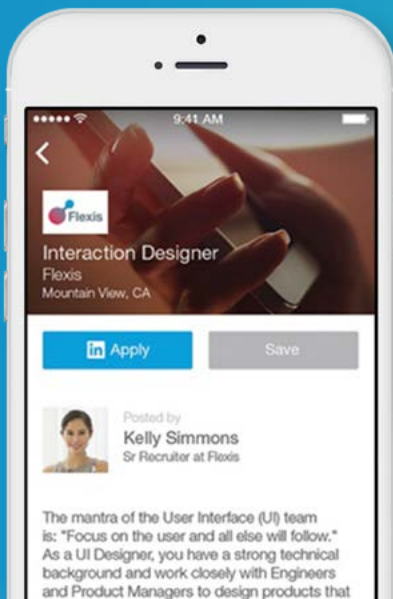 9:41 AM
Flexis
Interaction Designer
Flexis
Mountain View, CA
in Apply
Save
Posted by
Kelly Simmons
Sr Recruiter at Flexis
The mantra of the User Interface (UI) team
is: "Focus on the user and all else will follow."
As a UI Designer, you have a strong technical
background and work closely with Engineers
and Product Managers to design products that